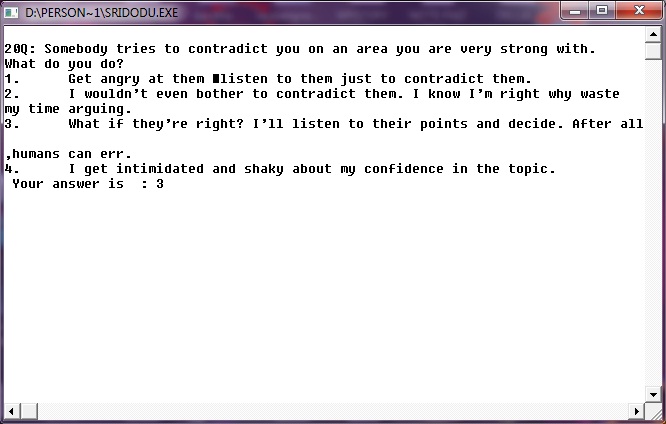 D:\PERSON~1\SRIDODU.EXE
20Q: Somebody tries to contradict you on an area you are very strong with.
What do you do?
1. Get angry at them █listen to them just to contradict them.
2. I wouldn't even bother to contradict them. I know I'm right why waste
my time arguing.
3. What if they're right? I'll listen to their points and decide. After all
,humans can err.
4. I get intimidated and shaky about my confidence in the topic.
Your answer is : 3